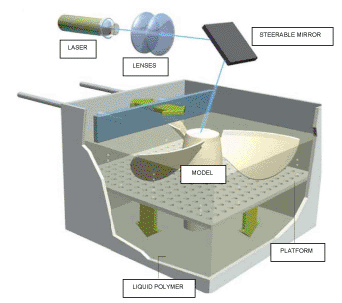 LASER
LENSES
STEERABLE MIRROR
MODEL
PLATFORM
LIQUID POLYMER